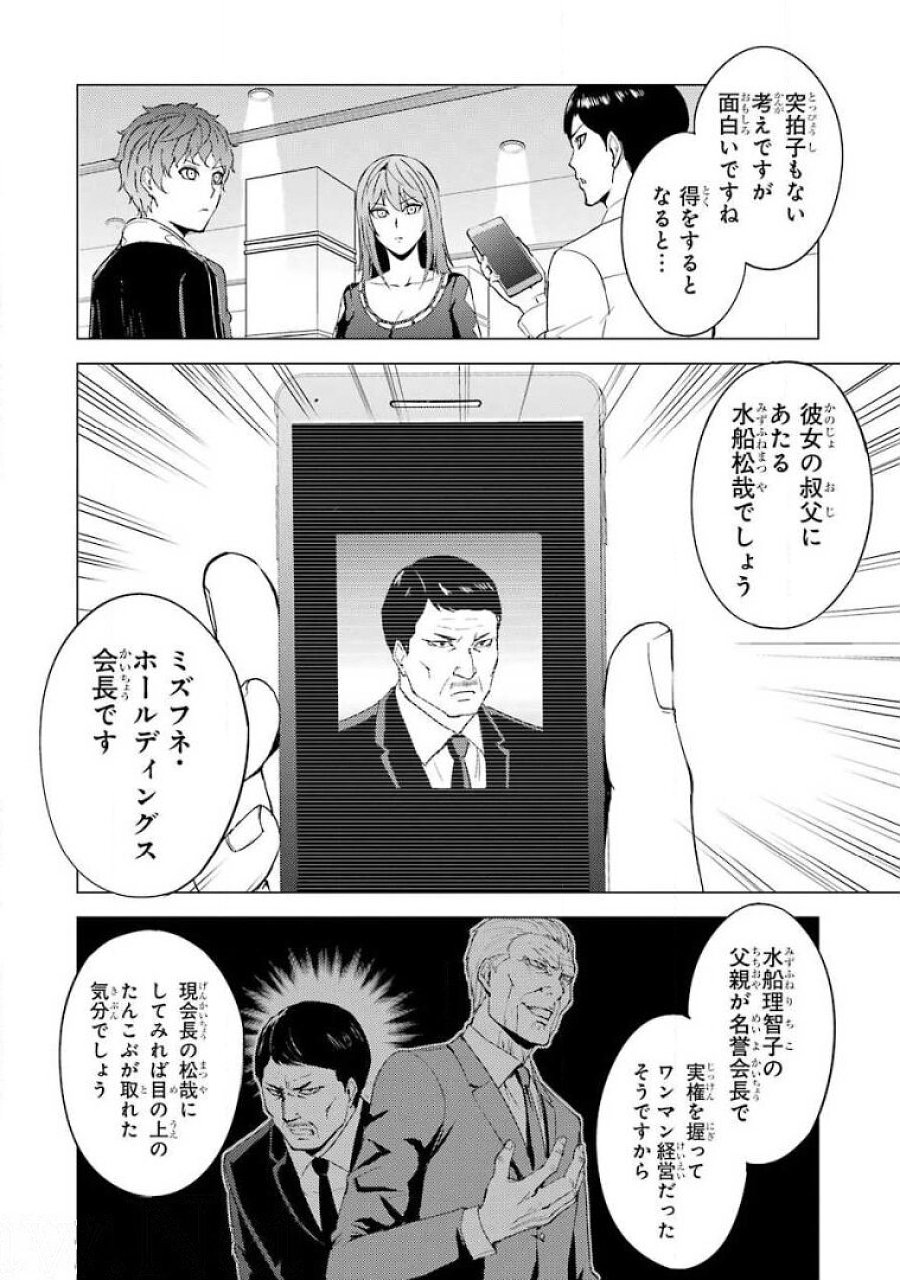 突拍子もない
考えですが
面白いですね
得をすると
なると…
彼女の叔父に
あたる
水船松哉でしょう
ミズフネ・
ホールディングス
会長です
水船理智子の
父親が名誉会長で
実権を握って
ワンマン経営だった
そうですから
現会長の松哉に
してみれば目の上の
たんこぶが取れた
気分でしょう